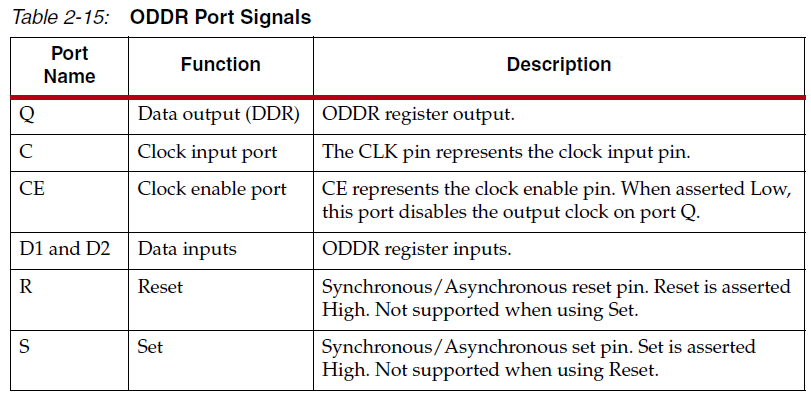 Table 2-15: ODDR Port Signals
Port Name Function Description
Q Data output (DDR) ODDR register output.
C Clock input port The CLK pin represents the clock input pin.
CE Clock enable port CE represents the clock enable pin. When asserted Low,
this port disables the output clock on port Q.
D1 and D2 Data inputs ODDR register inputs.
R Reset Synchronous/Asynchronous reset pin. Reset is asserted
High. Not supported when using Set.
S Set Synchronous/Asynchronous set pin. Set is asserted
High. Not supported when using Reset.